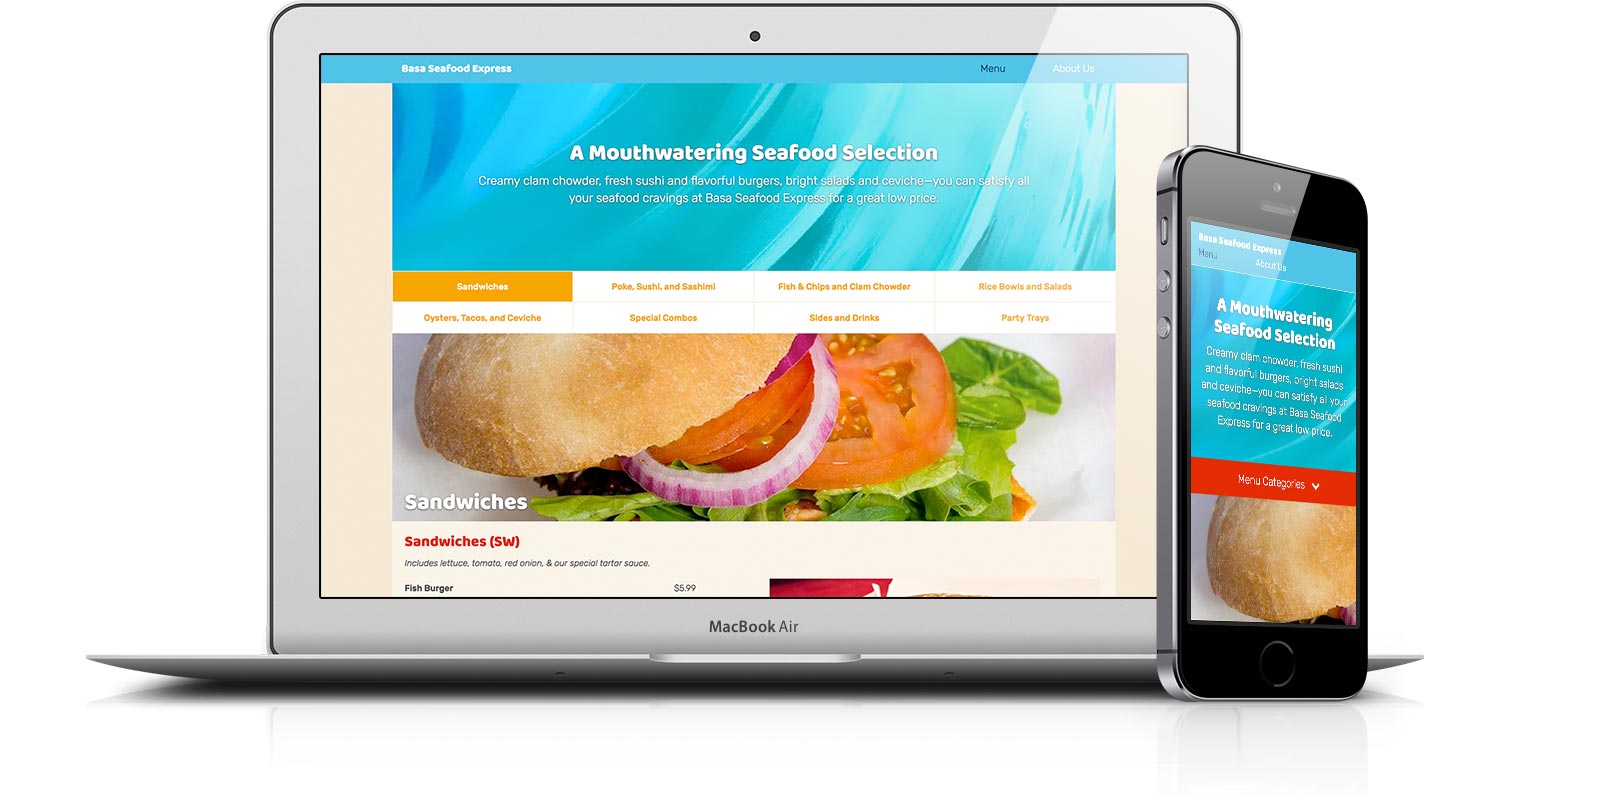 Basa Seafood Express
Menu
About Us
A Mouthwatering Seafood Selection
Creamy clam chowder, fresh sushi and flavorful burgers, bright salads and ceviche—you can satisfy all
your seafood cravings at Basa Seafood Express for a great low price.
Sandwiches
Poke, Sushi, and Sashimi
Fish & Chips and Clam Chowder
Rice Bowls and Salads
Oysters, Tacos, and Ceviche
Special Combos
Sides and Drinks
Party Trays
Sandwiches
Sandwiches (SW)
Includes lettuce, tomato, red onion, & our special tartar sauce.
Fish Burger
$5.99
MacBook Air
Basa Seafood Express
Menu
About Us
A Mouthwatering
Seafood Selection
Creamy clam chowder, fresh sushi
and flavorful burgers, bright salads
and ceviche—you can satisfy all your
seafood cravings at Basa Seafood
Express for a great low price.
Menu Categories